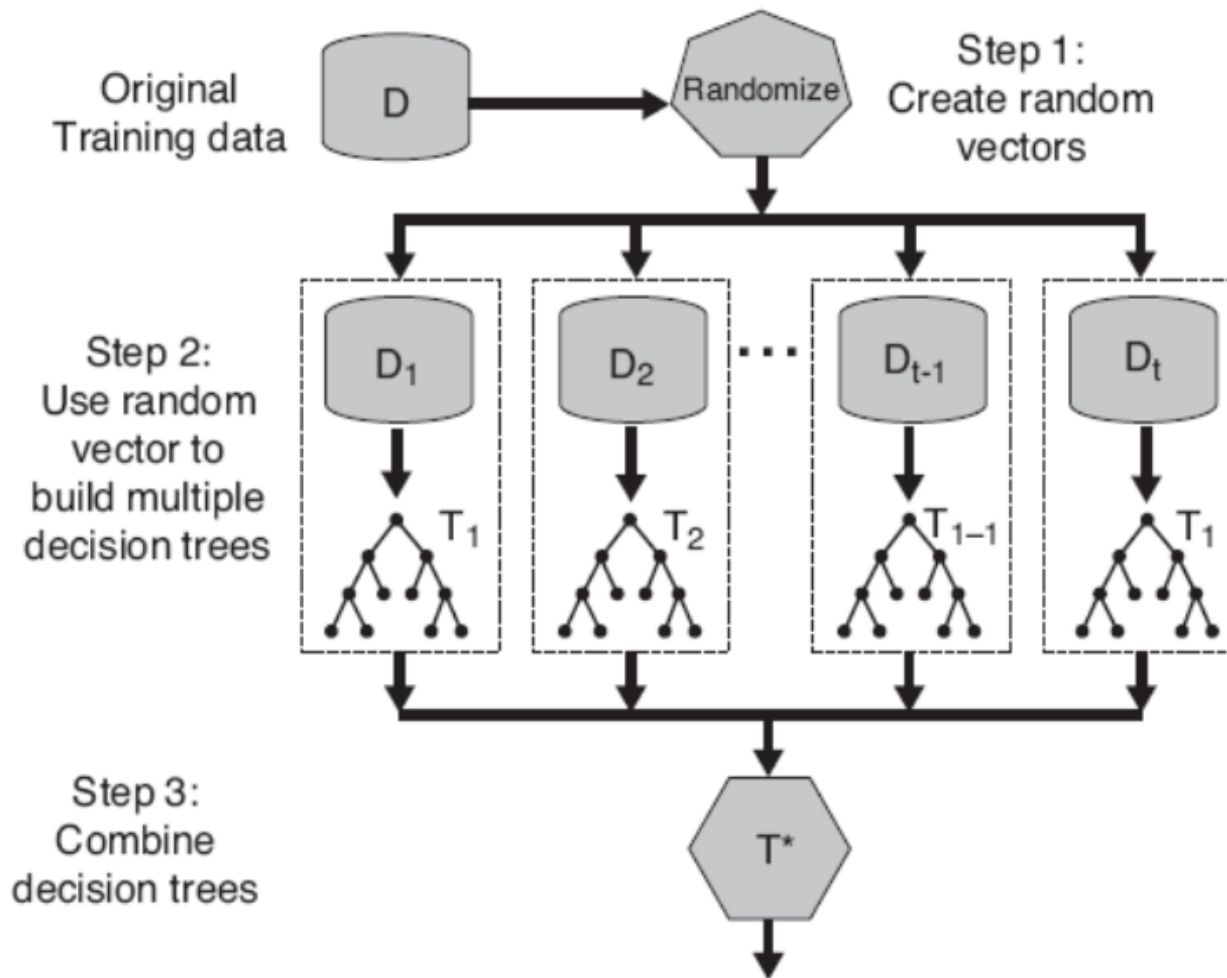 Original
Training data
D
Randomize
Step 1:
Create random
vectors
Step 2:
Use random
vector to
build multiple
decision trees
D₁
D₂
...
Dₜ₋₁
Dₜ
T₁
T₂
T₁₋₁
T₁
Step 3:
Combine
decision trees
T*